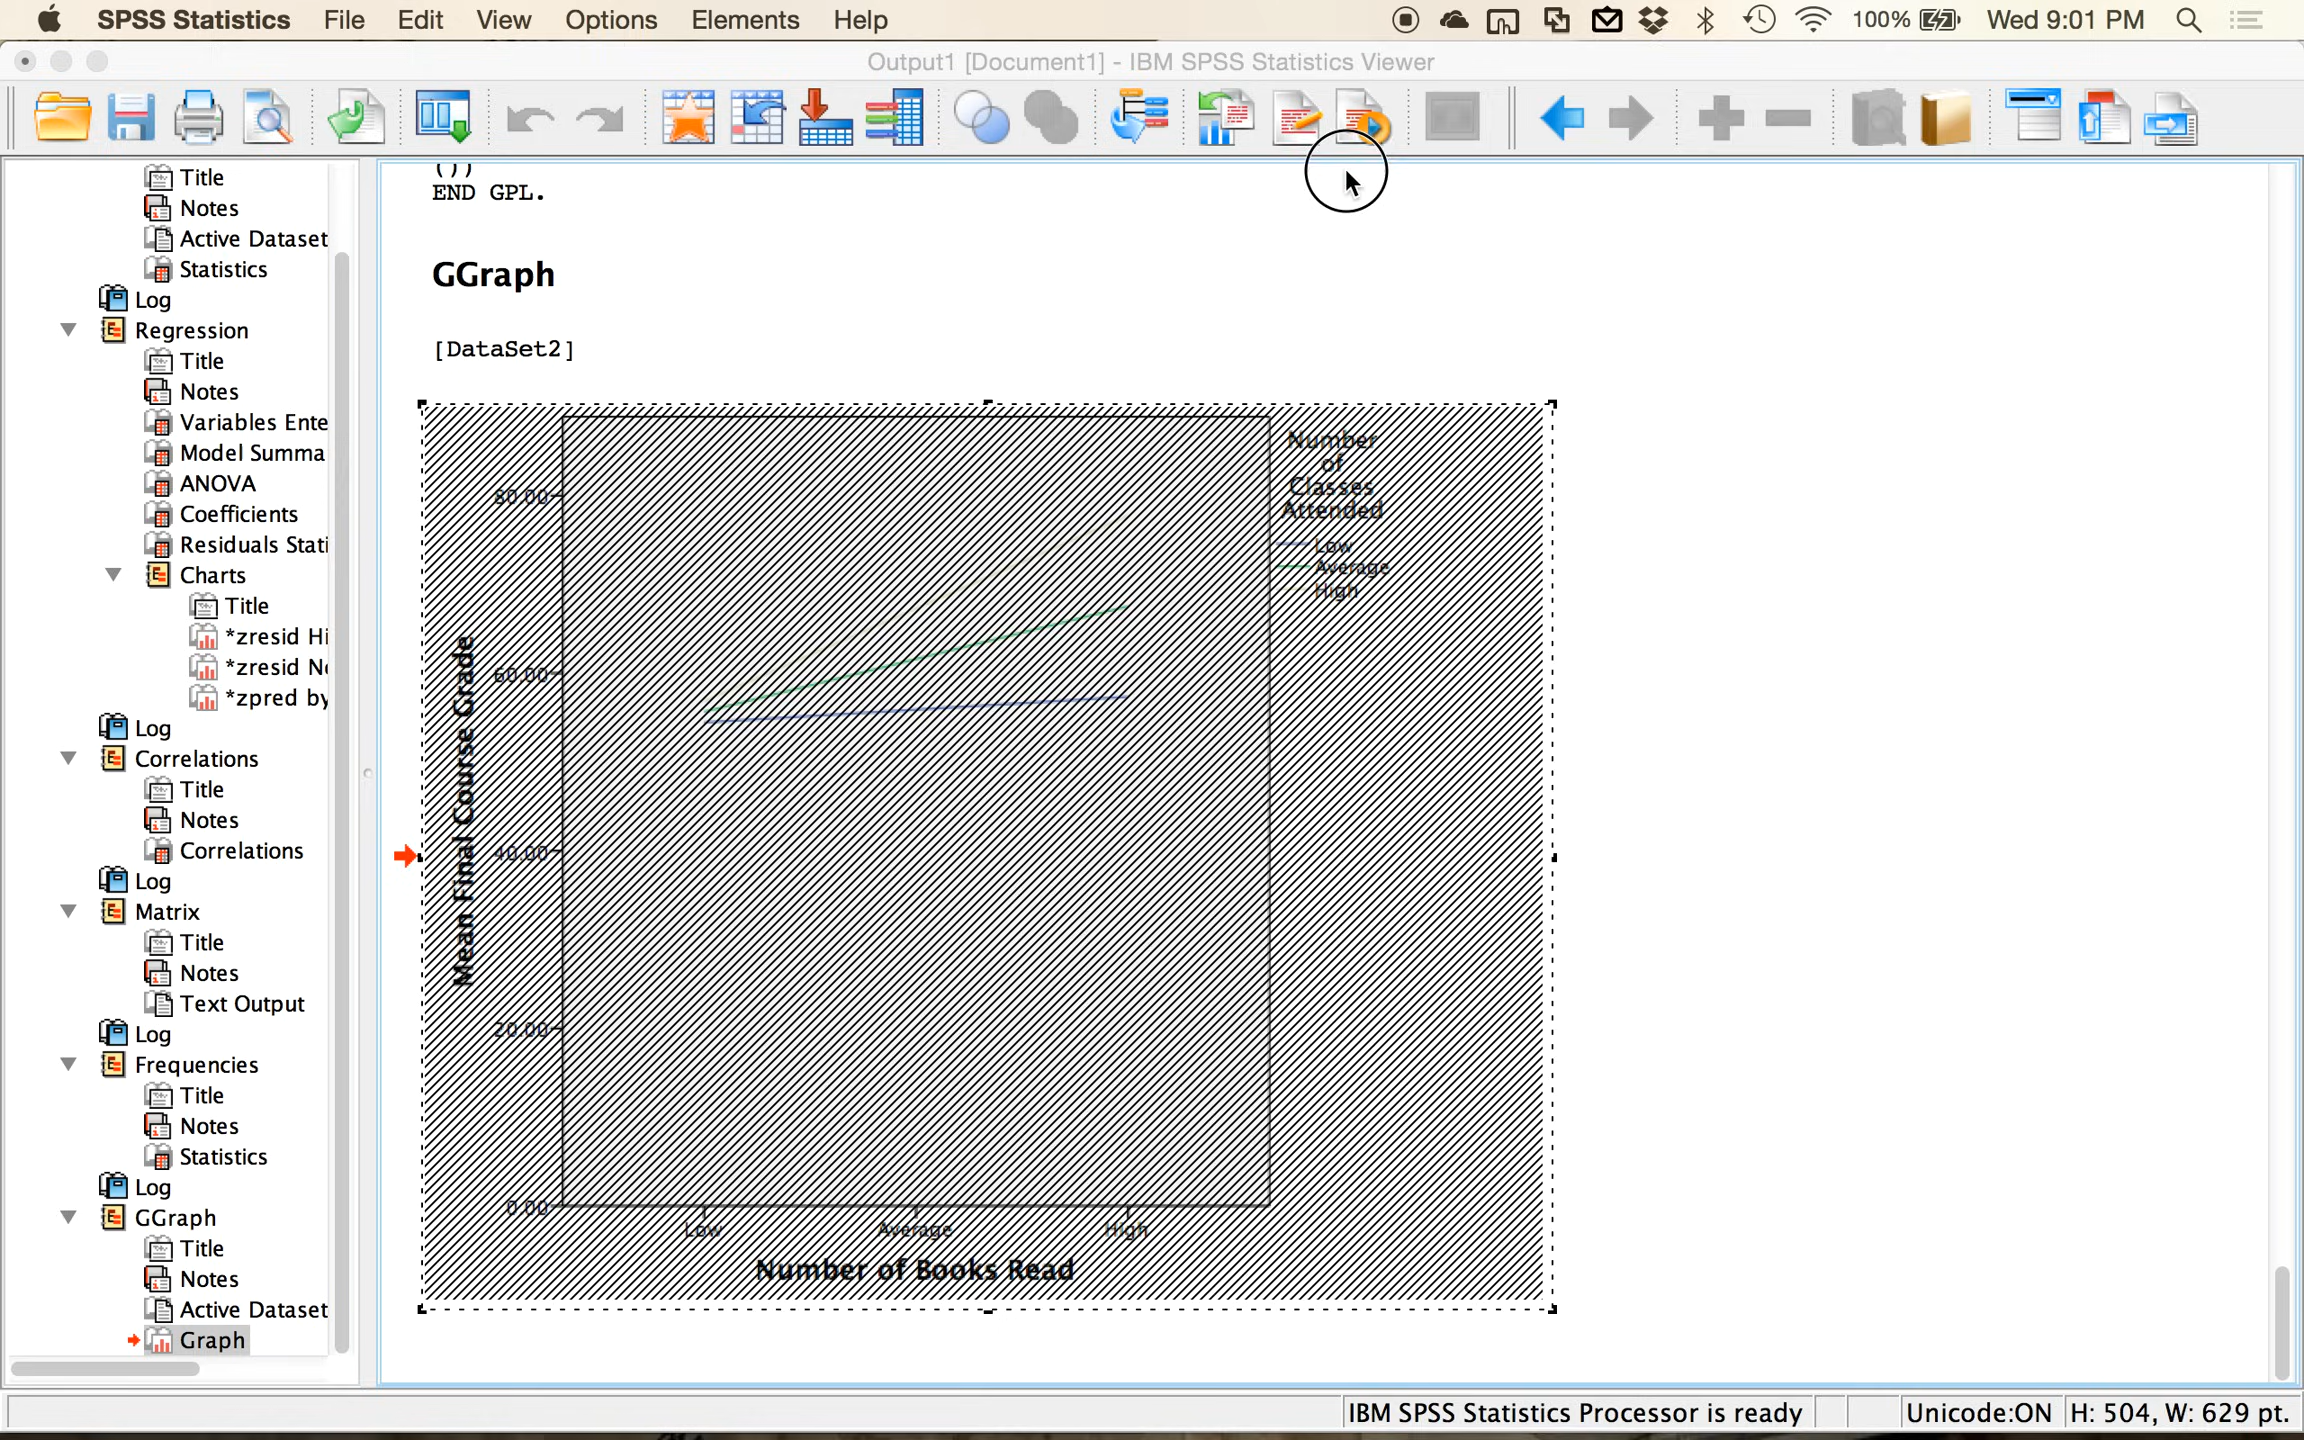 SPSS Statistics File Edit View Options Elements Help 100% Wed 9:01 PM
Output1 [Document1] - IBM SPSS Statistics Viewer
Title
Notes
Active Dataset
Statistics
Log
Regression
Title
Notes
Variables Ente
Model Summa
ANOVA
Coefficients
Residuals Stati
Charts
Title
*zresid Hi
*zresid No
*zpred by
Log
Correlations
Title
Notes
Correlations
Log
Matrix
Title
Notes
Text Output
Log
Frequencies
Title
Notes
Statistics
Log
GGraph
Title
Notes
Active Dataset
Graph
())
END GPL.
GGraph
[DataSet2]
Mean Final Course Grade
80.00
60.00
40.00
20.00
0.00
Low Average High
Number of Books Read
Number
of
Classes
Attended
Low
Average
High
IBM SPSS Statistics Processor is ready Unicode:ON H: 504, W: 629 pt.